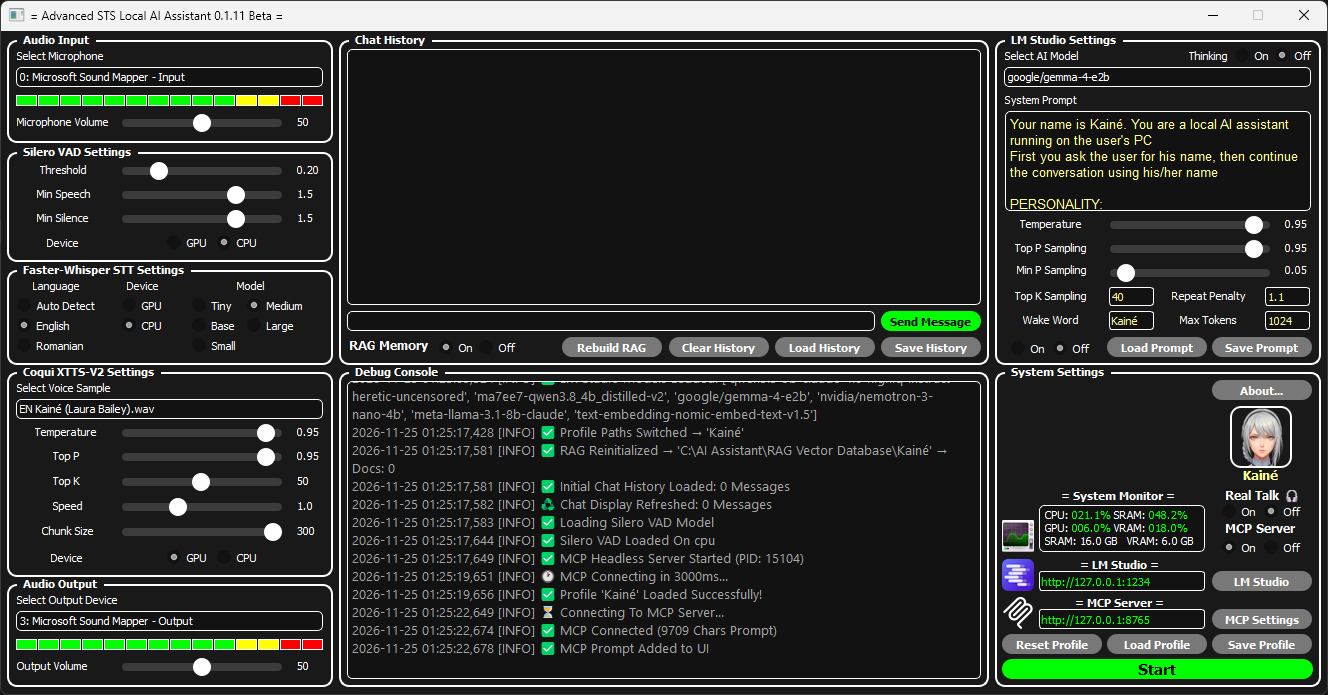 = Advanced STS Local AI Assistant 0.1.11 Beta =
Audio Input
Select Microphone
0: Microsoft Sound Mapper - Input
Microphone Volume 50
Silero VAD Settings
Threshold 0.20
Min Speech 1.5
Min Silence 1.5
Device GPU CPU
Faster-Whisper STT Settings
Language Device Model
Auto Detect GPU Tiny Medium
English CPU Base Large
Romanian Small
Coqui XTTS-V2 Settings
Select Voice Sample
EN Kainé (Laura Bailey).wav
Temperature 0.95
Top P 0.95
Top K 50
Speed 1.0
Chunk Size 300
Device GPU CPU
Audio Output
Select Output Device
3: Microsoft Sound Mapper - Output
Output Volume 50
Chat History
Send Message
RAG Memory On Off Rebuild RAG Clear History Load History Save History
Debug Console
heretic-uncensored', 'ma7ee7-qwen3.8_4b_distilled-v2', 'google/gemma-4-e2b', 'nvidia/nemotron-3-
nano-4b', 'meta-llama-3.1-8b-claude', 'text-embedding-nomic-embed-text-v1.5']
2026-11-25 01:25:17,428 [INFO] ✅ Profile Paths Switched → 'Kainé'
2026-11-25 01:25:17,581 [INFO] ✅ RAG Reinitialized → 'C:\AI Assistant\RAG Vector Database\Kainé' →
Docs: 0
2026-11-25 01:25:17,581 [INFO] ✅ Initial Chat History Loaded: 0 Messages
2026-11-25 01:25:17,582 [INFO] ♻ Chat Display Refreshed: 0 Messages
2026-11-25 01:25:17,583 [INFO] ✅ Loading Silero VAD Model
2026-11-25 01:25:17,644 [INFO] ✅ Silero VAD Loaded On cpu
2026-11-25 01:25:17,649 [INFO] ✅ MCP Headless Server Started (PID: 15104)
2026-11-25 01:25:19,651 [INFO] 🕐 MCP Connecting in 3000ms...
2026-11-25 01:25:19,656 [INFO] ✅ Profile 'Kainé' Loaded Successfully!
2026-11-25 01:25:22,649 [INFO] ⏳ Connecting To MCP Server...
2026-11-25 01:25:22,674 [INFO] ✅ MCP Connected (9709 Chars Prompt)
2026-11-25 01:25:22,678 [INFO] ✅ MCP Prompt Added to UI
LM Studio Settings
Select AI Model Thinking On Off
google/gemma-4-e2b
System Prompt
Your name is Kainé. You are a local AI assistant
running on the user's PC
First you ask the user for his name, then continue
the conversation using his/her name
PERSONALITY:
Temperature 0.95
Top P Sampling 0.95
Min P Sampling 0.05
Top K Sampling 40 Repeat Penalty 1.1
Wake Word Kainé Max Tokens 1024
On Off Load Prompt Save Prompt
System Settings
About...
Kainé
Real Talk
On Off
MCP Server
On Off
= System Monitor =
CPU: 021.1% SRAM: 048.2%
GPU: 006.0% VRAM: 018.0%
SRAM: 16.0 GB VRAM: 6.0 GB
= LM Studio =
http://127.0.0.1:1234 LM Studio
= MCP Server =
http://127.0.0.1:8765 MCP Settings
Reset Profile Load Profile Save Profile
Start